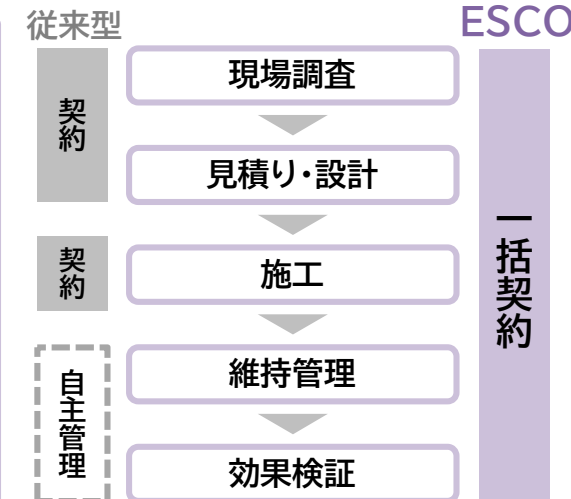 従来型
ESCO
契約
現場調査
見積り・設計
契約
施工
自主管理
維持管理
効果検証
一括契約